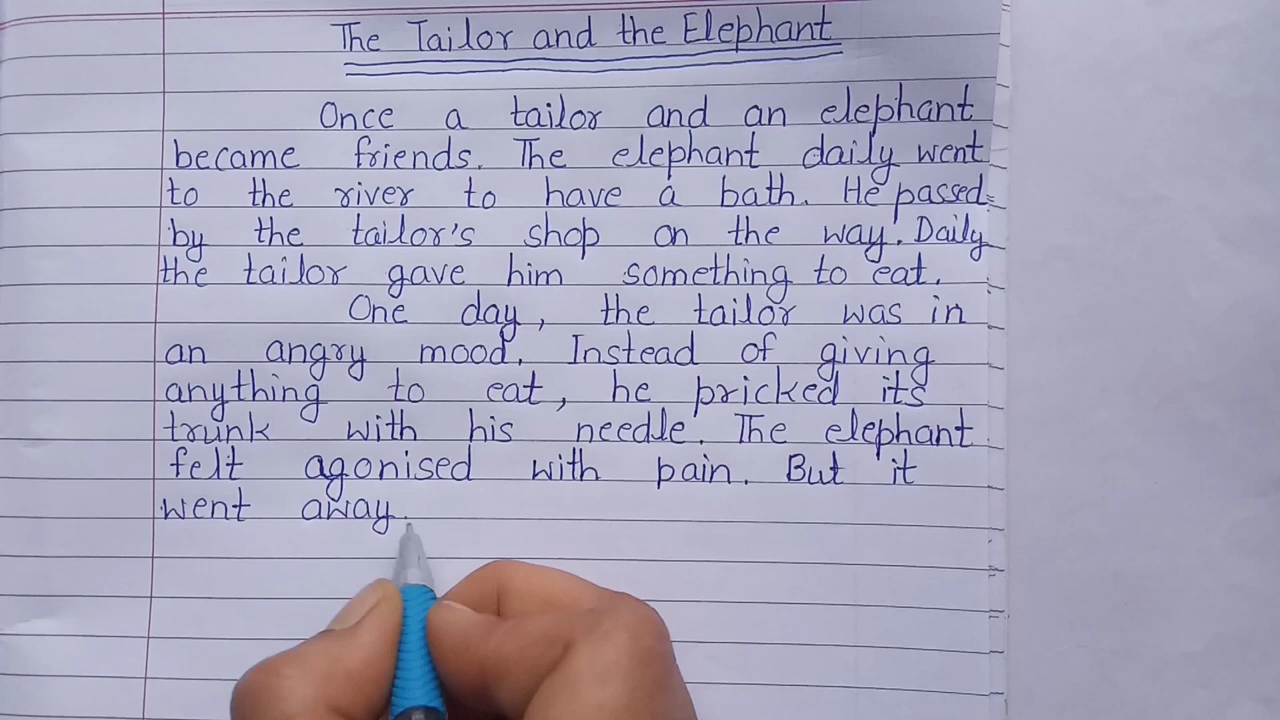 The Tailor and the Elephant
Once a tailor and an elephant
became friends. The elephant daily went
to the river to have a bath. He passed
by the tailor's shop on the way. Daily
the tailor gave him something to eat.
One day, the tailor was in
an angry mood. Instead of giving
anything to eat, he pricked its
trunk with his needle. The elephant
felt agonised with pain. But it
went away.